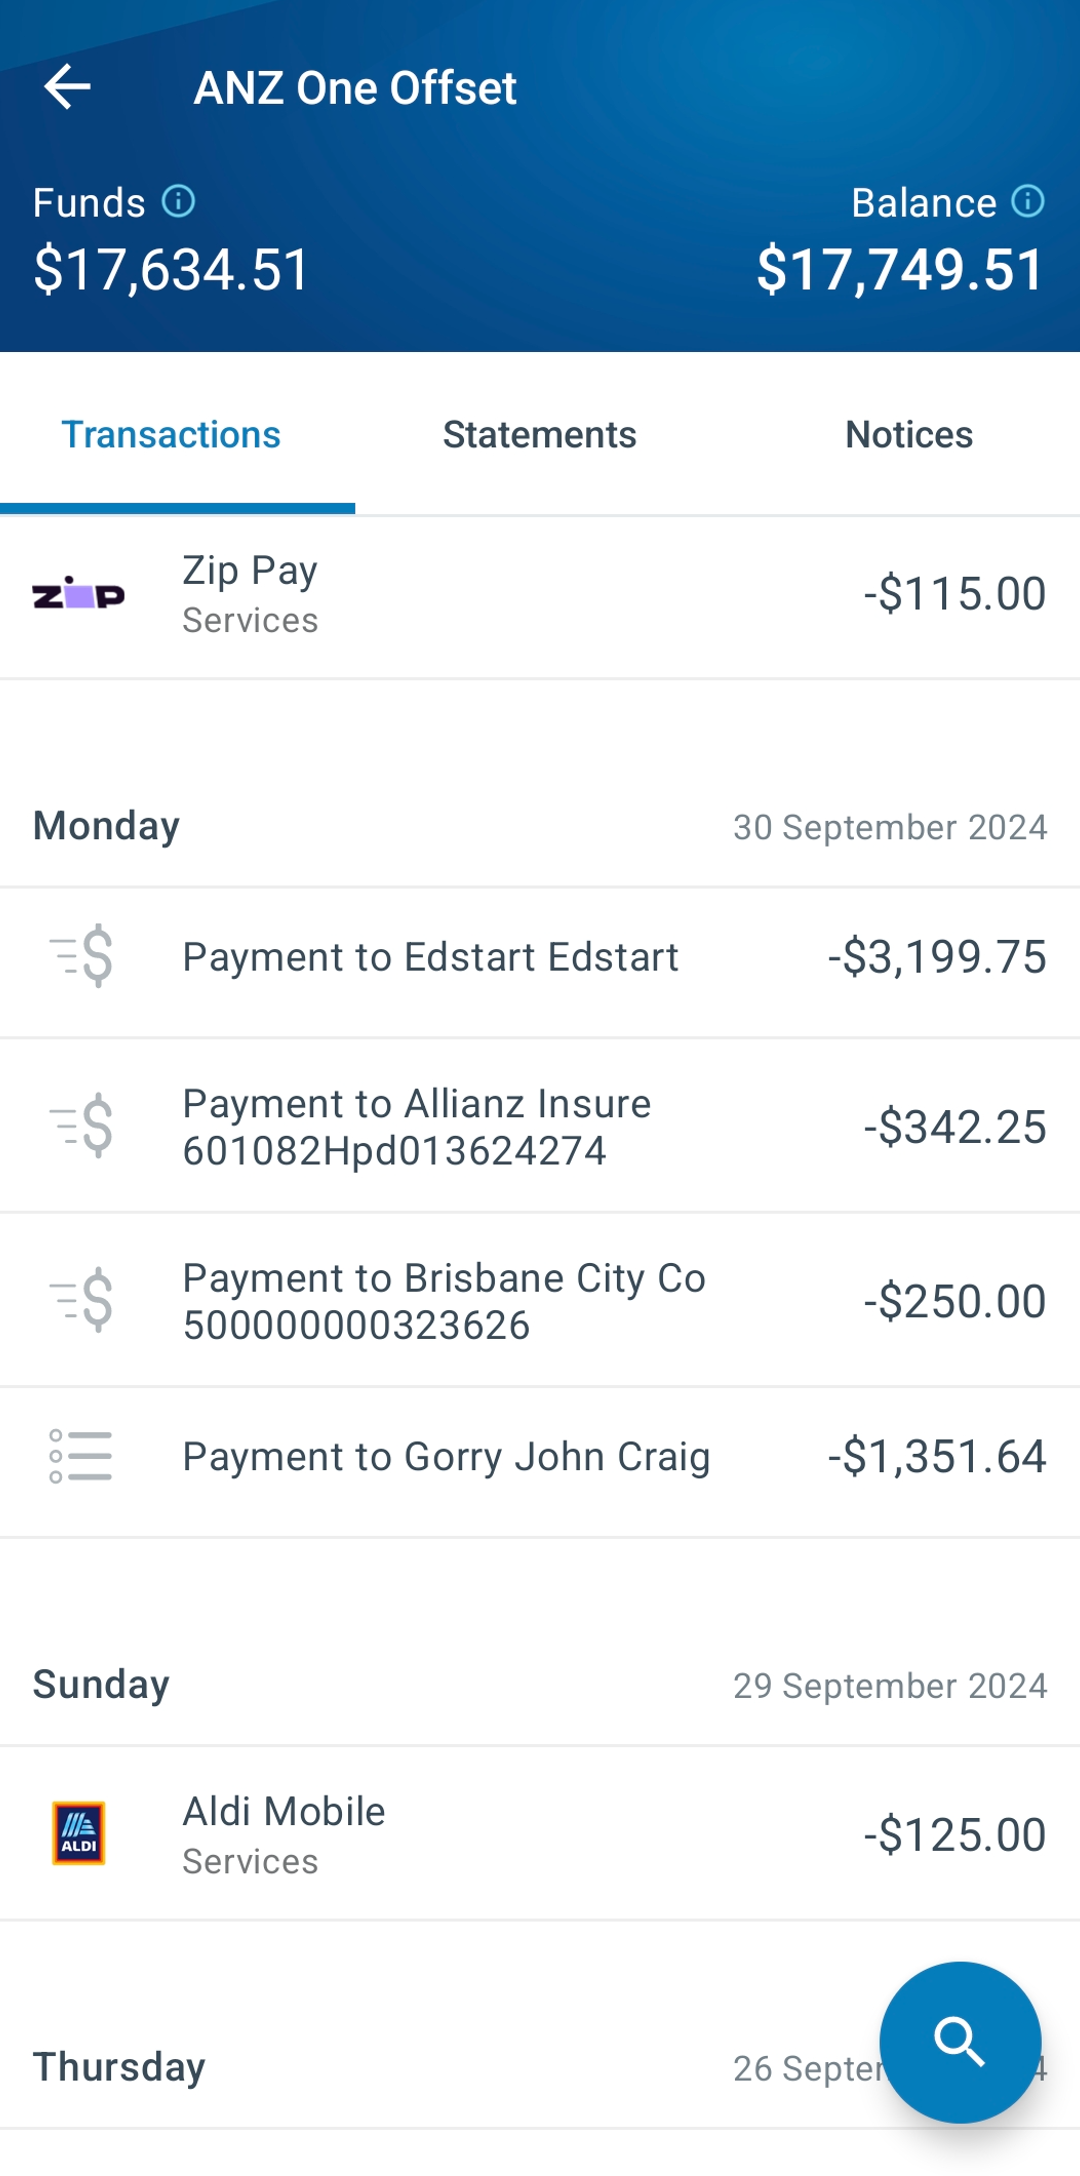 ANZ One Offset
Funds
Balance
$17,634.51
$17,749.51
Transactions
Statements
Notices
zip
Zip Pay
Services
-$115.00
Monday
30 September 2024
Payment to Edstart Edstart
-$3,199.75
Payment to Allianz Insure
601082Hpd013624274
-$342.25
Payment to Brisbane City Co
500000000323626
-$250.00
Payment to Gorry John Craig
-$1,351.64
Sunday
29 September 2024
ALDI
Aldi Mobile
Services
-$125.00
Thursday
26